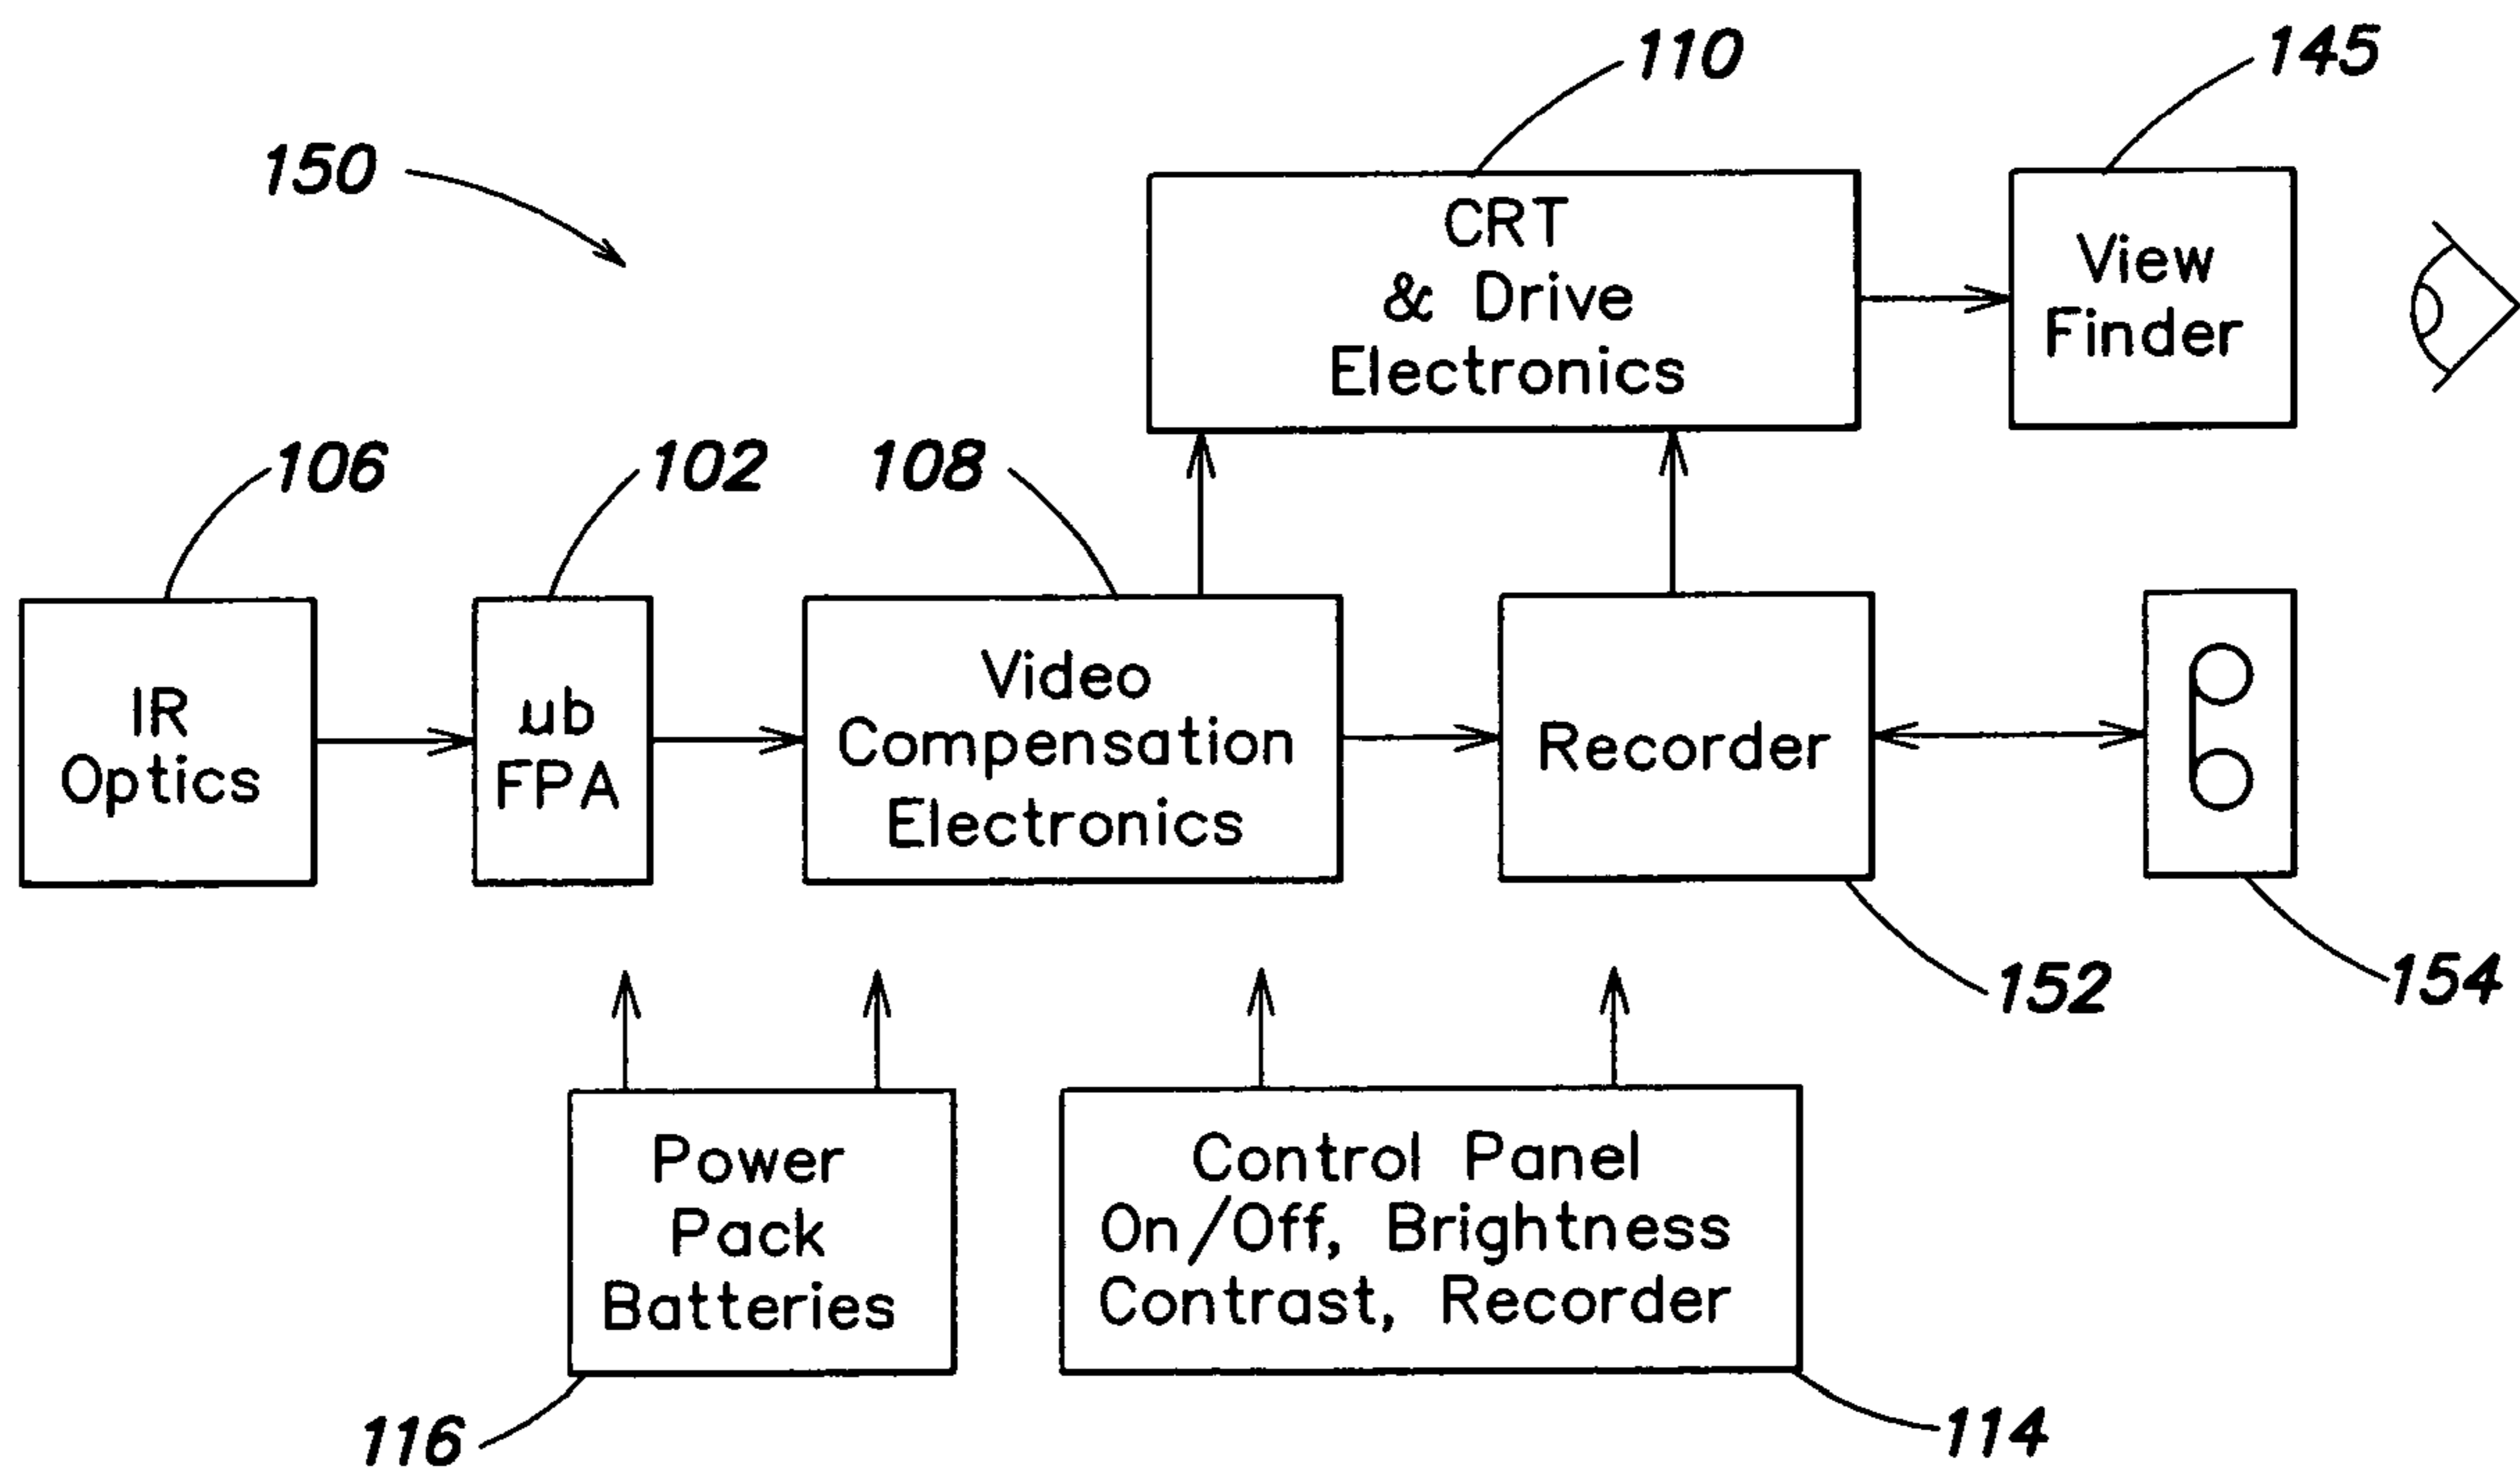 110
145
150
CRT
& Drive
Electronics
View
Finder
106
102
108
IR
Optics
µb
FPA
Video
Compensation
Electronics
Recorder
152
154
Power
Pack
Batteries
Control Panel
On/Off, Brightness
Contrast, Recorder
116
114